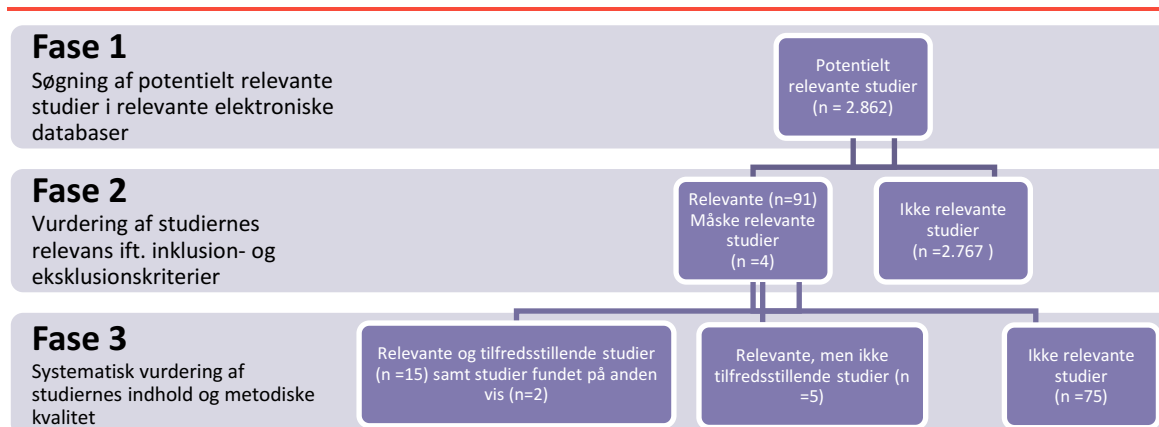 Fase 1
Søgning af potentielt relevante
studier i relevante elektroniske
databaser
Potentielt
relevante studier
(n = 2.862)
Fase 2
Vurdering af studiernes
relevans ift. inklusion- og
eksklusionskriterier
Relevante (n=91)
Måske relevante
studier
(n =4)
Ikke relevante
studier
(n =2.767 )
Fase 3
Systematisk vurdering af
studiernes indhold og metodiske
kvalitet
Relevante og tilfredsstillende studier
(n =15) samt studier fundet på anden
vis (n=2)
Relevante, men ikke
tilfredsstillende studier (n
=5)
Ikke relevante
studier
(n =75)